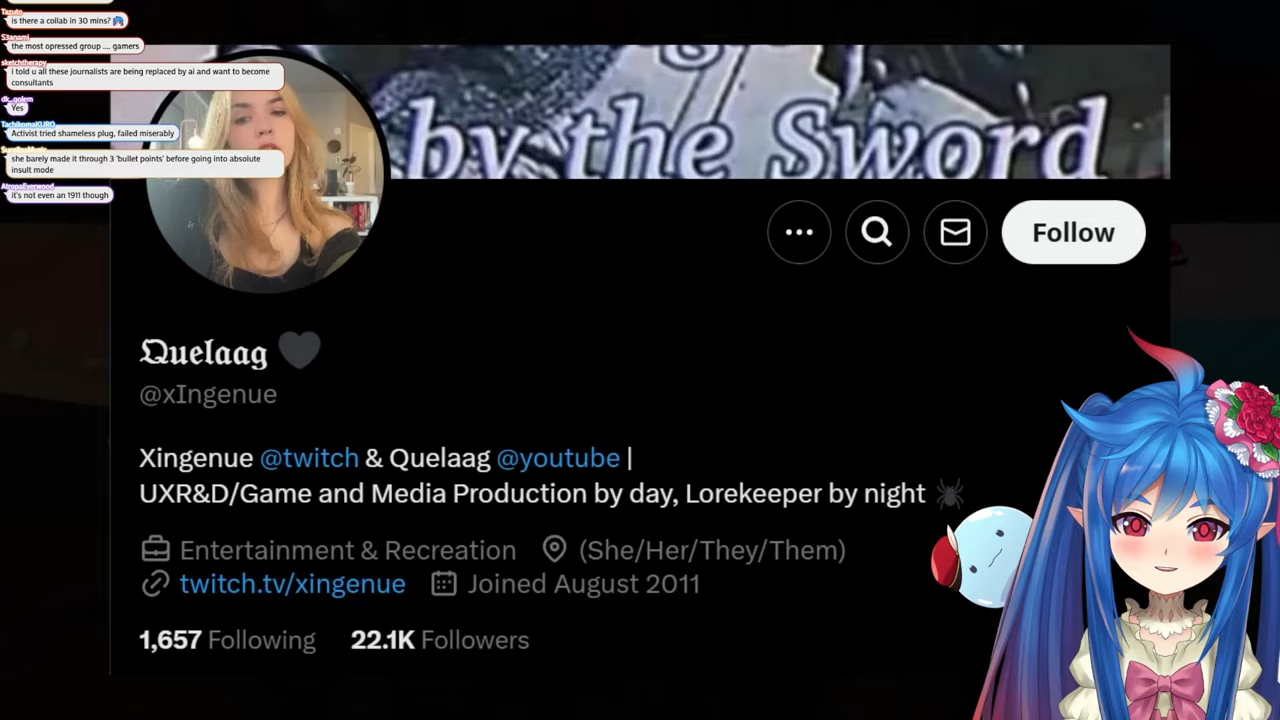 Tazuto
is there a collab in 30 mins?
S3anami
the most opressed group .... gamers
sketchtherapy
i told u all these journalists are being replaced by ai and want to become
consultants
dk_golem
Yes
TachikomaKURO
Activist tried shameless plug, failed miserably
she barely made it through 3 'bullet points' before going into absolute
insult mode
AtropaEverwood
it's not even an 1911 though
by the Sword
Follow
Quelaag
@xIngenue
Xingenue @twitch & Quelaag @youtube |
UXR&D/Game and Media Production by day, Lorekeeper by night
Entertainment & Recreation (She/Her/They/Them)
twitch.tv/xingenue Joined August 2011
1,657 Following 22.1K Followers